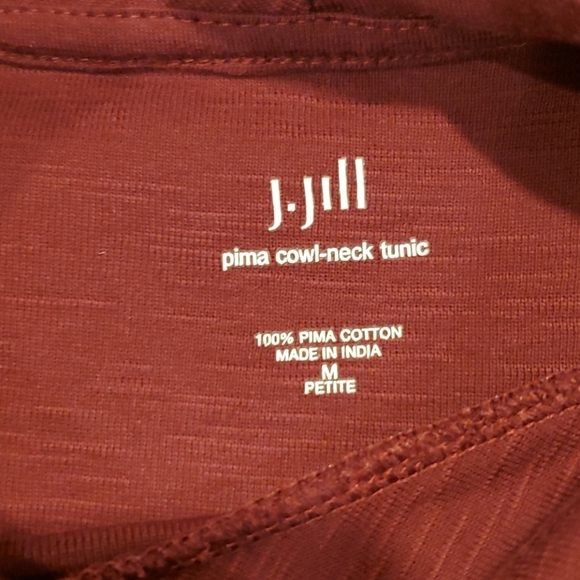 J.Jill
pima cowl-neck tunic
100% PIMA COTTON
MADE IN INDIA
M
PETITE